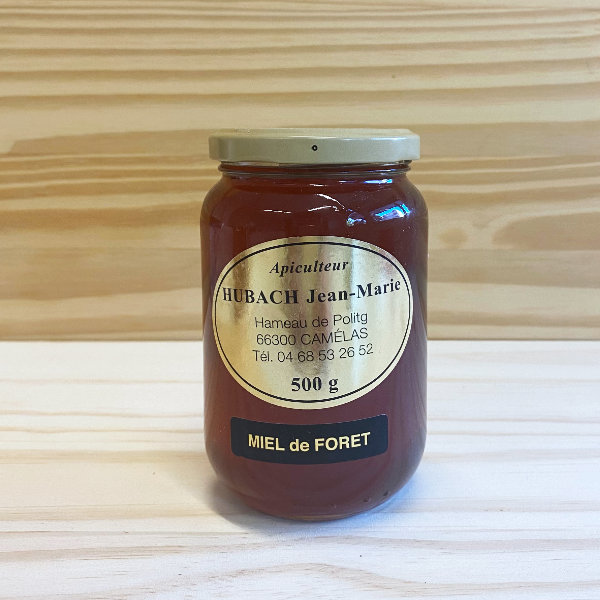 Apiculteur
HUBACH Jean-Marie
Hameau de Politg
66300 CAMÉLAS
Tél. 04 68 53 26 52
500 g
MIEL de FORET